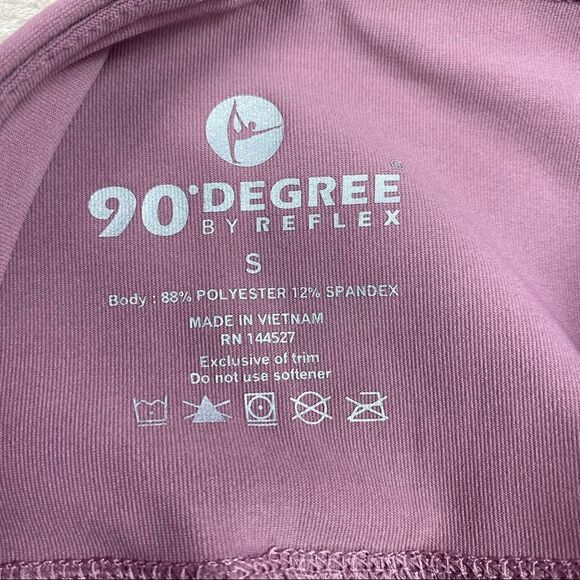 90° DEGREE
BY REFLEX
S
Body : 88% POLYESTER 12% SPANDEX
MADE IN VIETNAM
RN 144527
Exclusive of trim
Do not use softener